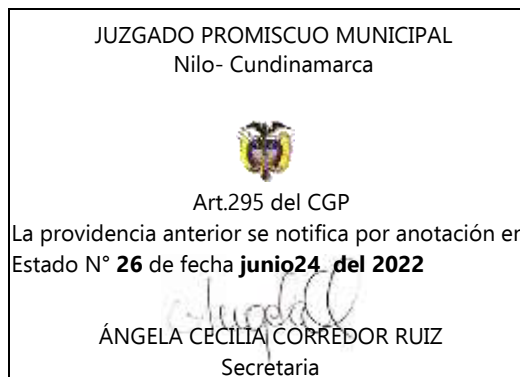 JUZGADO PROMISCUO MUNICIPAL
Nilo- Cundinamarca
Art.295 del CGP
La providencia anterior se notifica por anotación en
Estado N° 26 de fecha junio24 del 2022
ÁNGELA CECILIA CORREDOR RUIZ
Secretaria